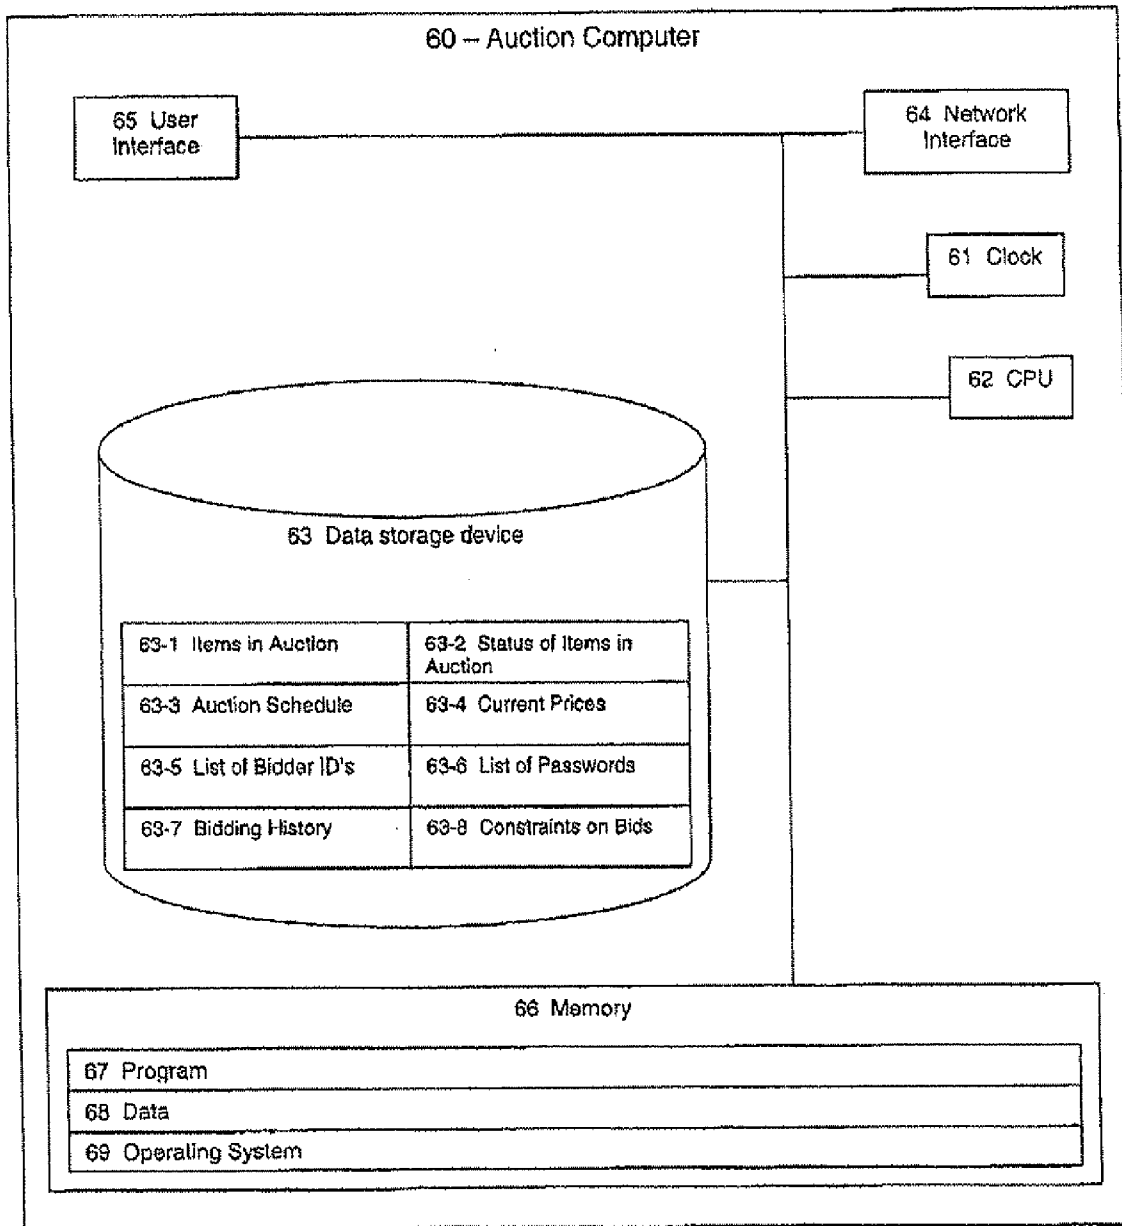 60 – Auction Computer
65 User
Interface
64 Network
Interface
61 Clock
62 CPU
63 Data storage device
63-1 Items in Auction
63-2 Status of Items in
Auction
63-3 Auction Schedule
63-4 Current Prices
63-5 List of Bidder ID's
63-6 List of Passwords
63-7 Bidding History
63-8 Constraints on Bids
66 Memory
67 Program
68 Data
69 Operating System